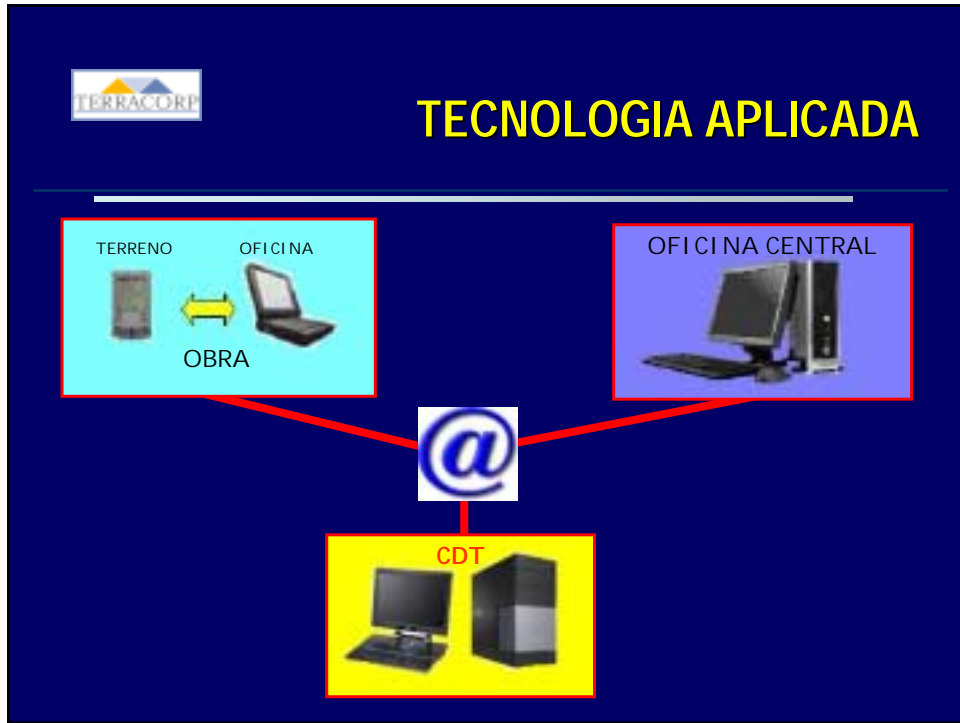 TERRACORP
TECNOLOGIA APLICADA
TERRENO
OFICINA
OBRA
OFICINA CENTRAL
@
CDT